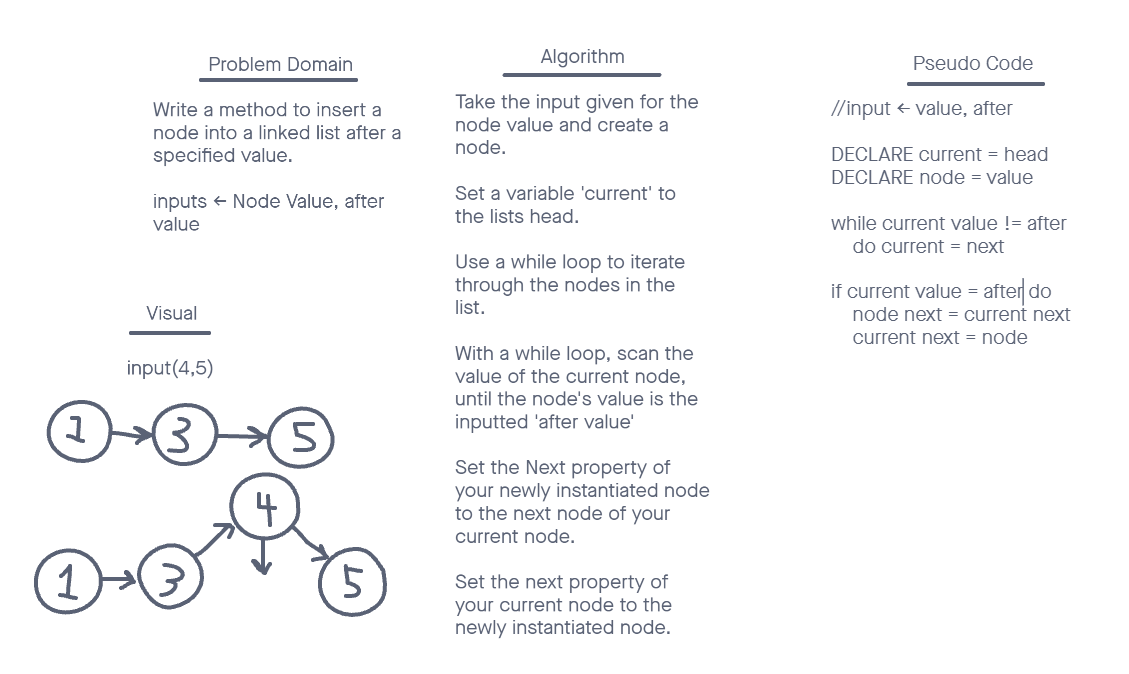 Problem Domain
Write a method to insert a
node into a linked list after a
specified value.
inputs ← Node Value, after
value
Visual
input(4,5)
1
3
5
4
1
3
5
Algorithm
Take the input given for the
node value and create a
node.
Set a variable 'current' to
the lists head.
Use a while loop to iterate
through the nodes in the
list.
With a while loop, scan the
value of the current node,
until the node's value is the
inputted 'after value'
Set the Next property of
your newly instantiated node
to the next node of your
current node.
Set the next property of
your current node to the
newly instantiated node.
Pseudo Code
//input ← value, after
DECLARE current = head
DECLARE node = value
while current value != after
do current = next
if current value = after do
node next = current next
current next = node